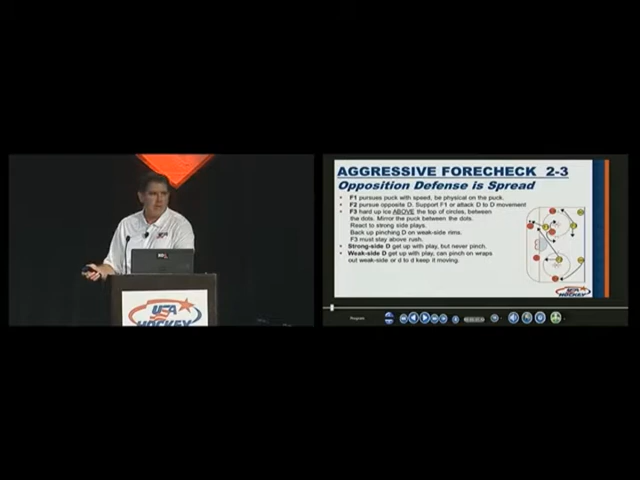 USA
HOCKEY
AGGRESSIVE FORECHECK 2-3
Opposition Defense is Spread
• F1 pursues puck with speed, be physical on the puck.
• F2 pursue opposite D. Support F1 or attack D to D movement
• F3 hard up ice ABOVE the top of circles, between
the dots. Mirror the puck between the dots.
React to strong side plays.
Back up pinching D on weak-side rims.
F3 must stay above rush.
• Strong-side D get up with play, but never pinch.
• Weak-side D get up with play, can pinch on wraps
out weak-side or d to d keep it moving.
USA
HOCKEY
Program